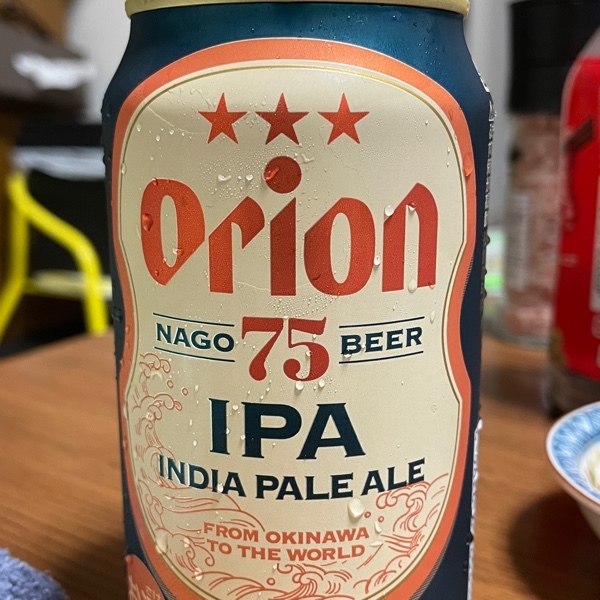 Orion
NAGO 75 BEER
IPA
INDIA PALE ALE
FROM OKINAWA
TO THE WORLD